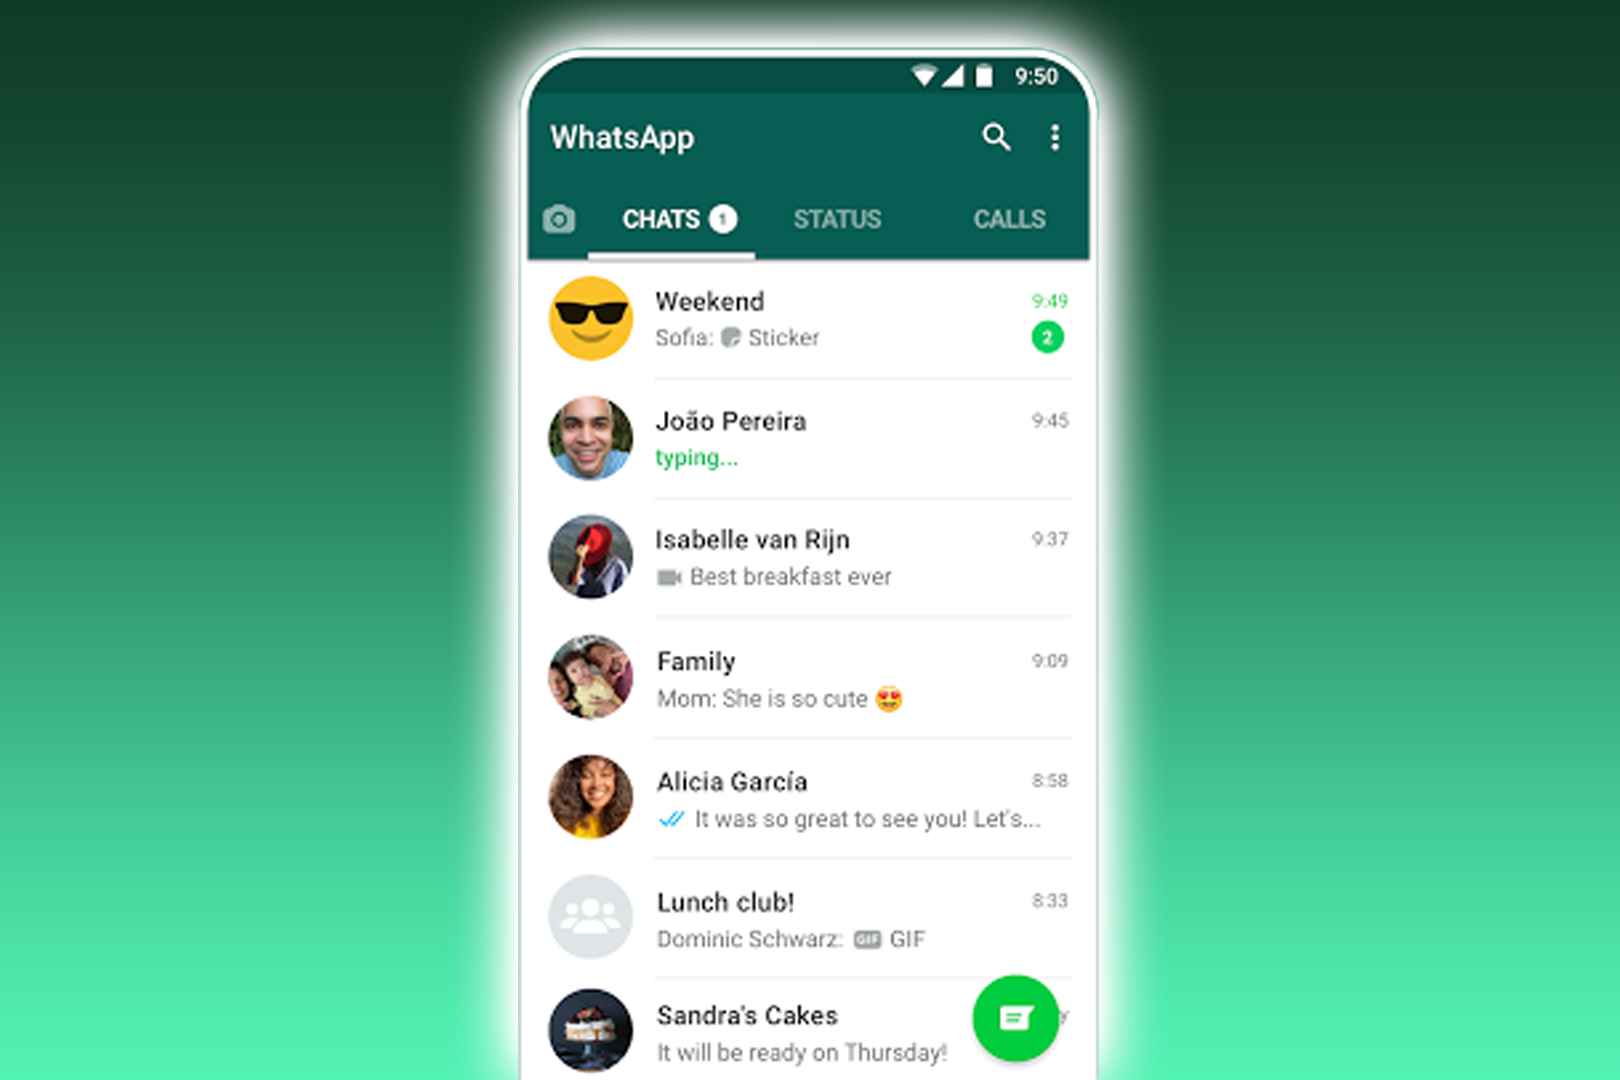 9:50
WhatsApp
CHATS 1 STATUS CALLS
Weekend 9:49
Sofia: Sticker 2
João Pereira 9:45
typing...
Isabelle van Rijn 9:37
Best breakfast ever
Family 9:09
Mom: She is so cute 😍
Alicia García 8:58
It was so great to see you! Let's...
Lunch club! 8:33
Dominic Schwarz: GIF GIF
Sandra's Cakes
It will be ready on Thursday!